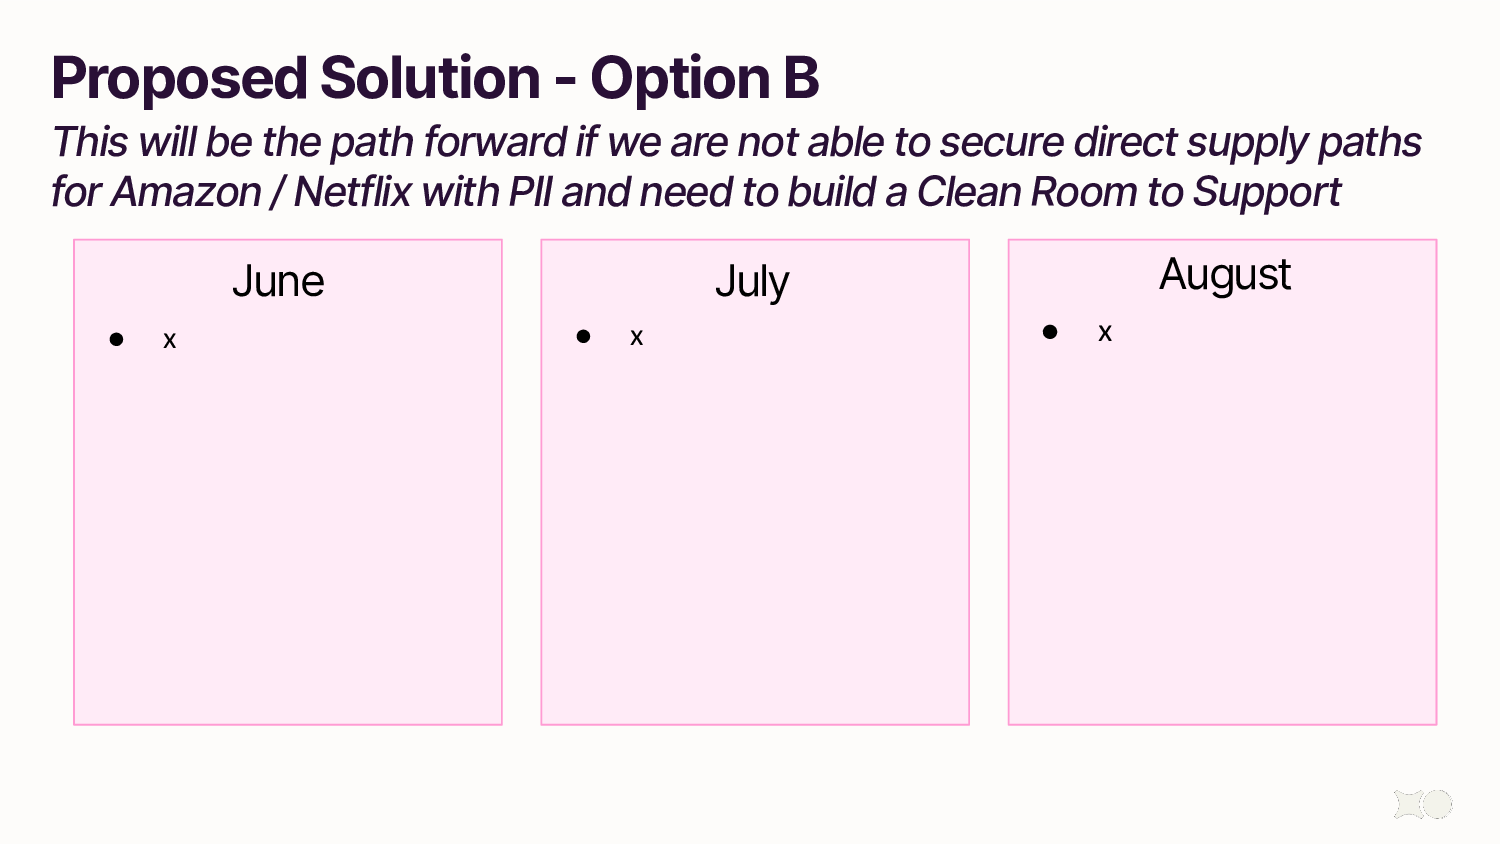 Proposed Solution - Option B
This will be the path forward if we are not able to secure direct supply paths
for Amazon / Netflix with PII and need to build a Clean Room to Support
June
● x
July
● x
August
● x